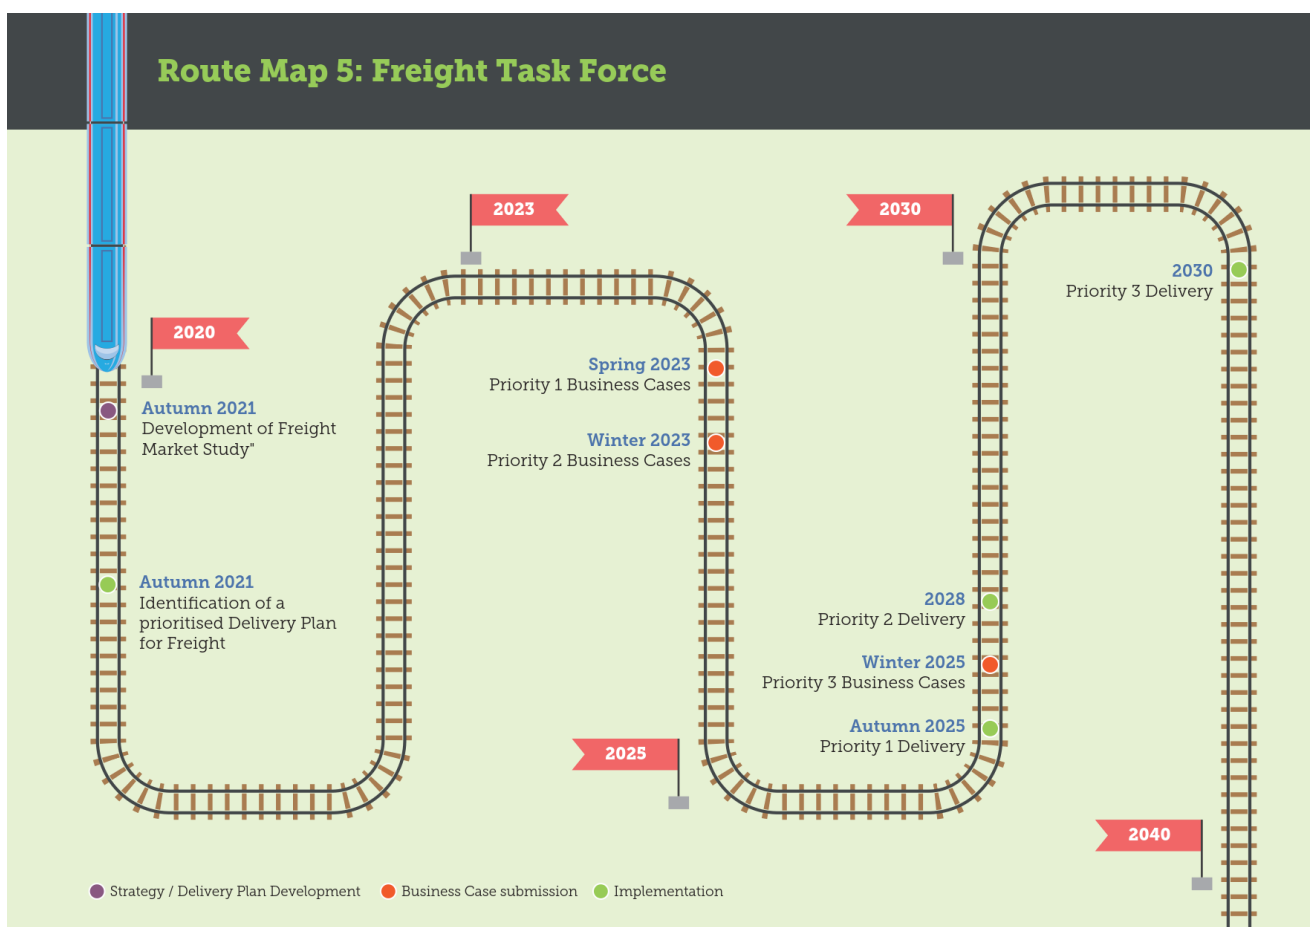 Route Map 5: Freight Task Force
2020
Autumn 2021
Development of Freight
Market Study"
Autumn 2021
Identification of a
prioritised Delivery Plan
for Freight
2023
Spring 2023
Priority 1 Business Cases
Winter 2023
Priority 2 Business Cases
2025
Autumn 2025
Priority 1 Delivery
Winter 2025
Priority 3 Business Cases
2028
Priority 2 Delivery
2030
2030
Priority 3 Delivery
2040
Strategy / Delivery Plan Development
Business Case submission
Implementation